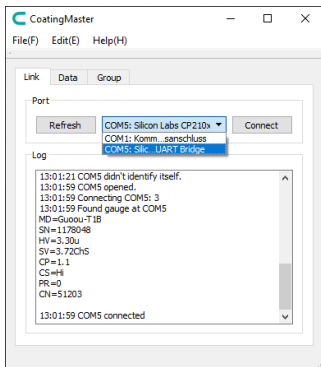 CoatingMaster
File(F) Edit(E) Help(H)
Link Data Group
Port
Refresh COM5: Silicon Labs CP210x Connect
COM1: Komm...sanschluss
COM5: Silic...UART Bridge
Log
13:01:21 COM5 didn't identify itself.
13:01:59 COM5 opened.
13:01:59 Connecting COM5: 3
13:01:59 Found gauge at COM5
MD=Guoou-T1B
SN=1178048
HV=3.30u
SV=3.72ChS
CP=1.1
CS=Hi
PR=0
CN=51203
13:01:59 COM5 connected